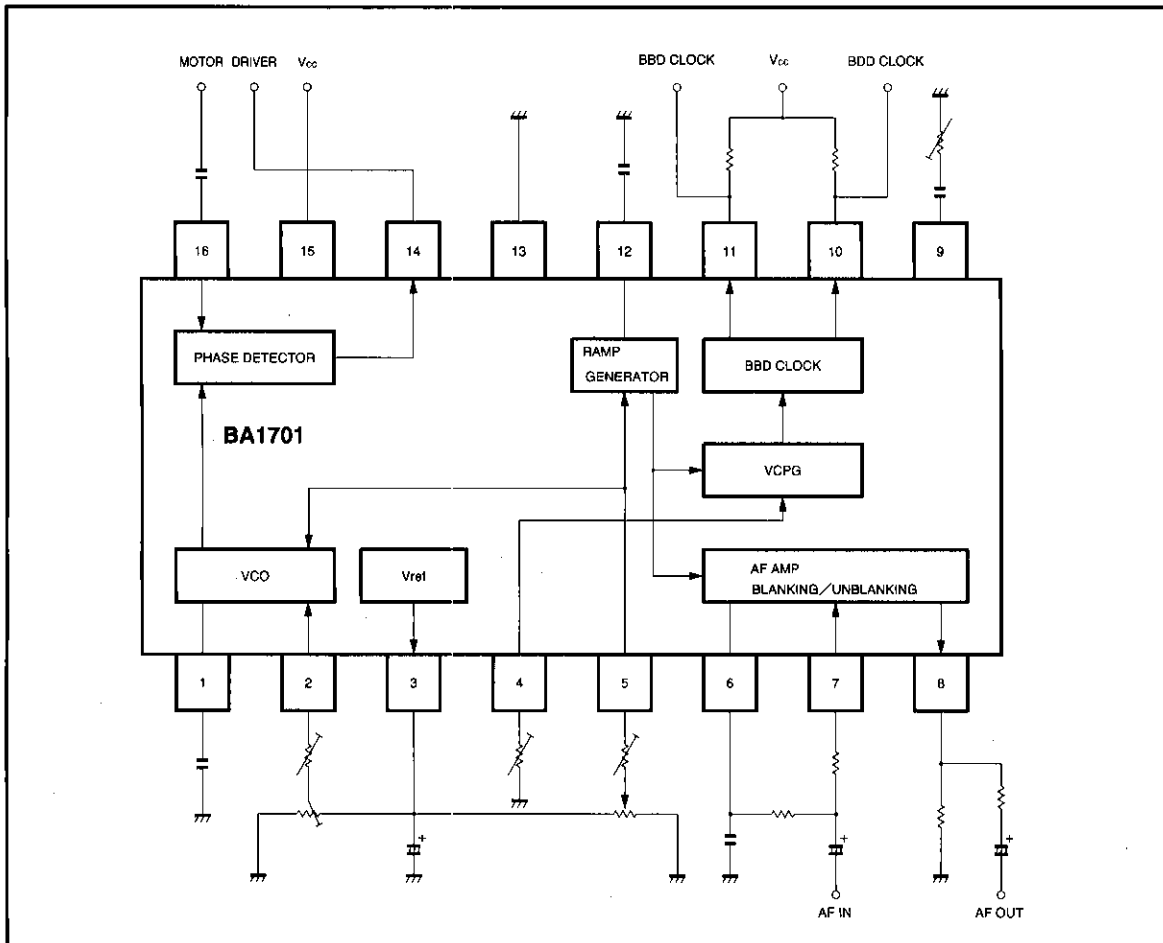 MOTOR DRIVER Vcc BBD CLOCK Vcc BDD CLOCK
16 15 14 13 12 11 10 9
PHASE DETECTOR
RAMP
GENERATOR
BBD CLOCK
BA1701
VCPG
VCO
Vref
AF AMP
BLANKING/UNBLANKING
1 2 3 4 5 6 7 8
+ + +
AF IN AF OUT